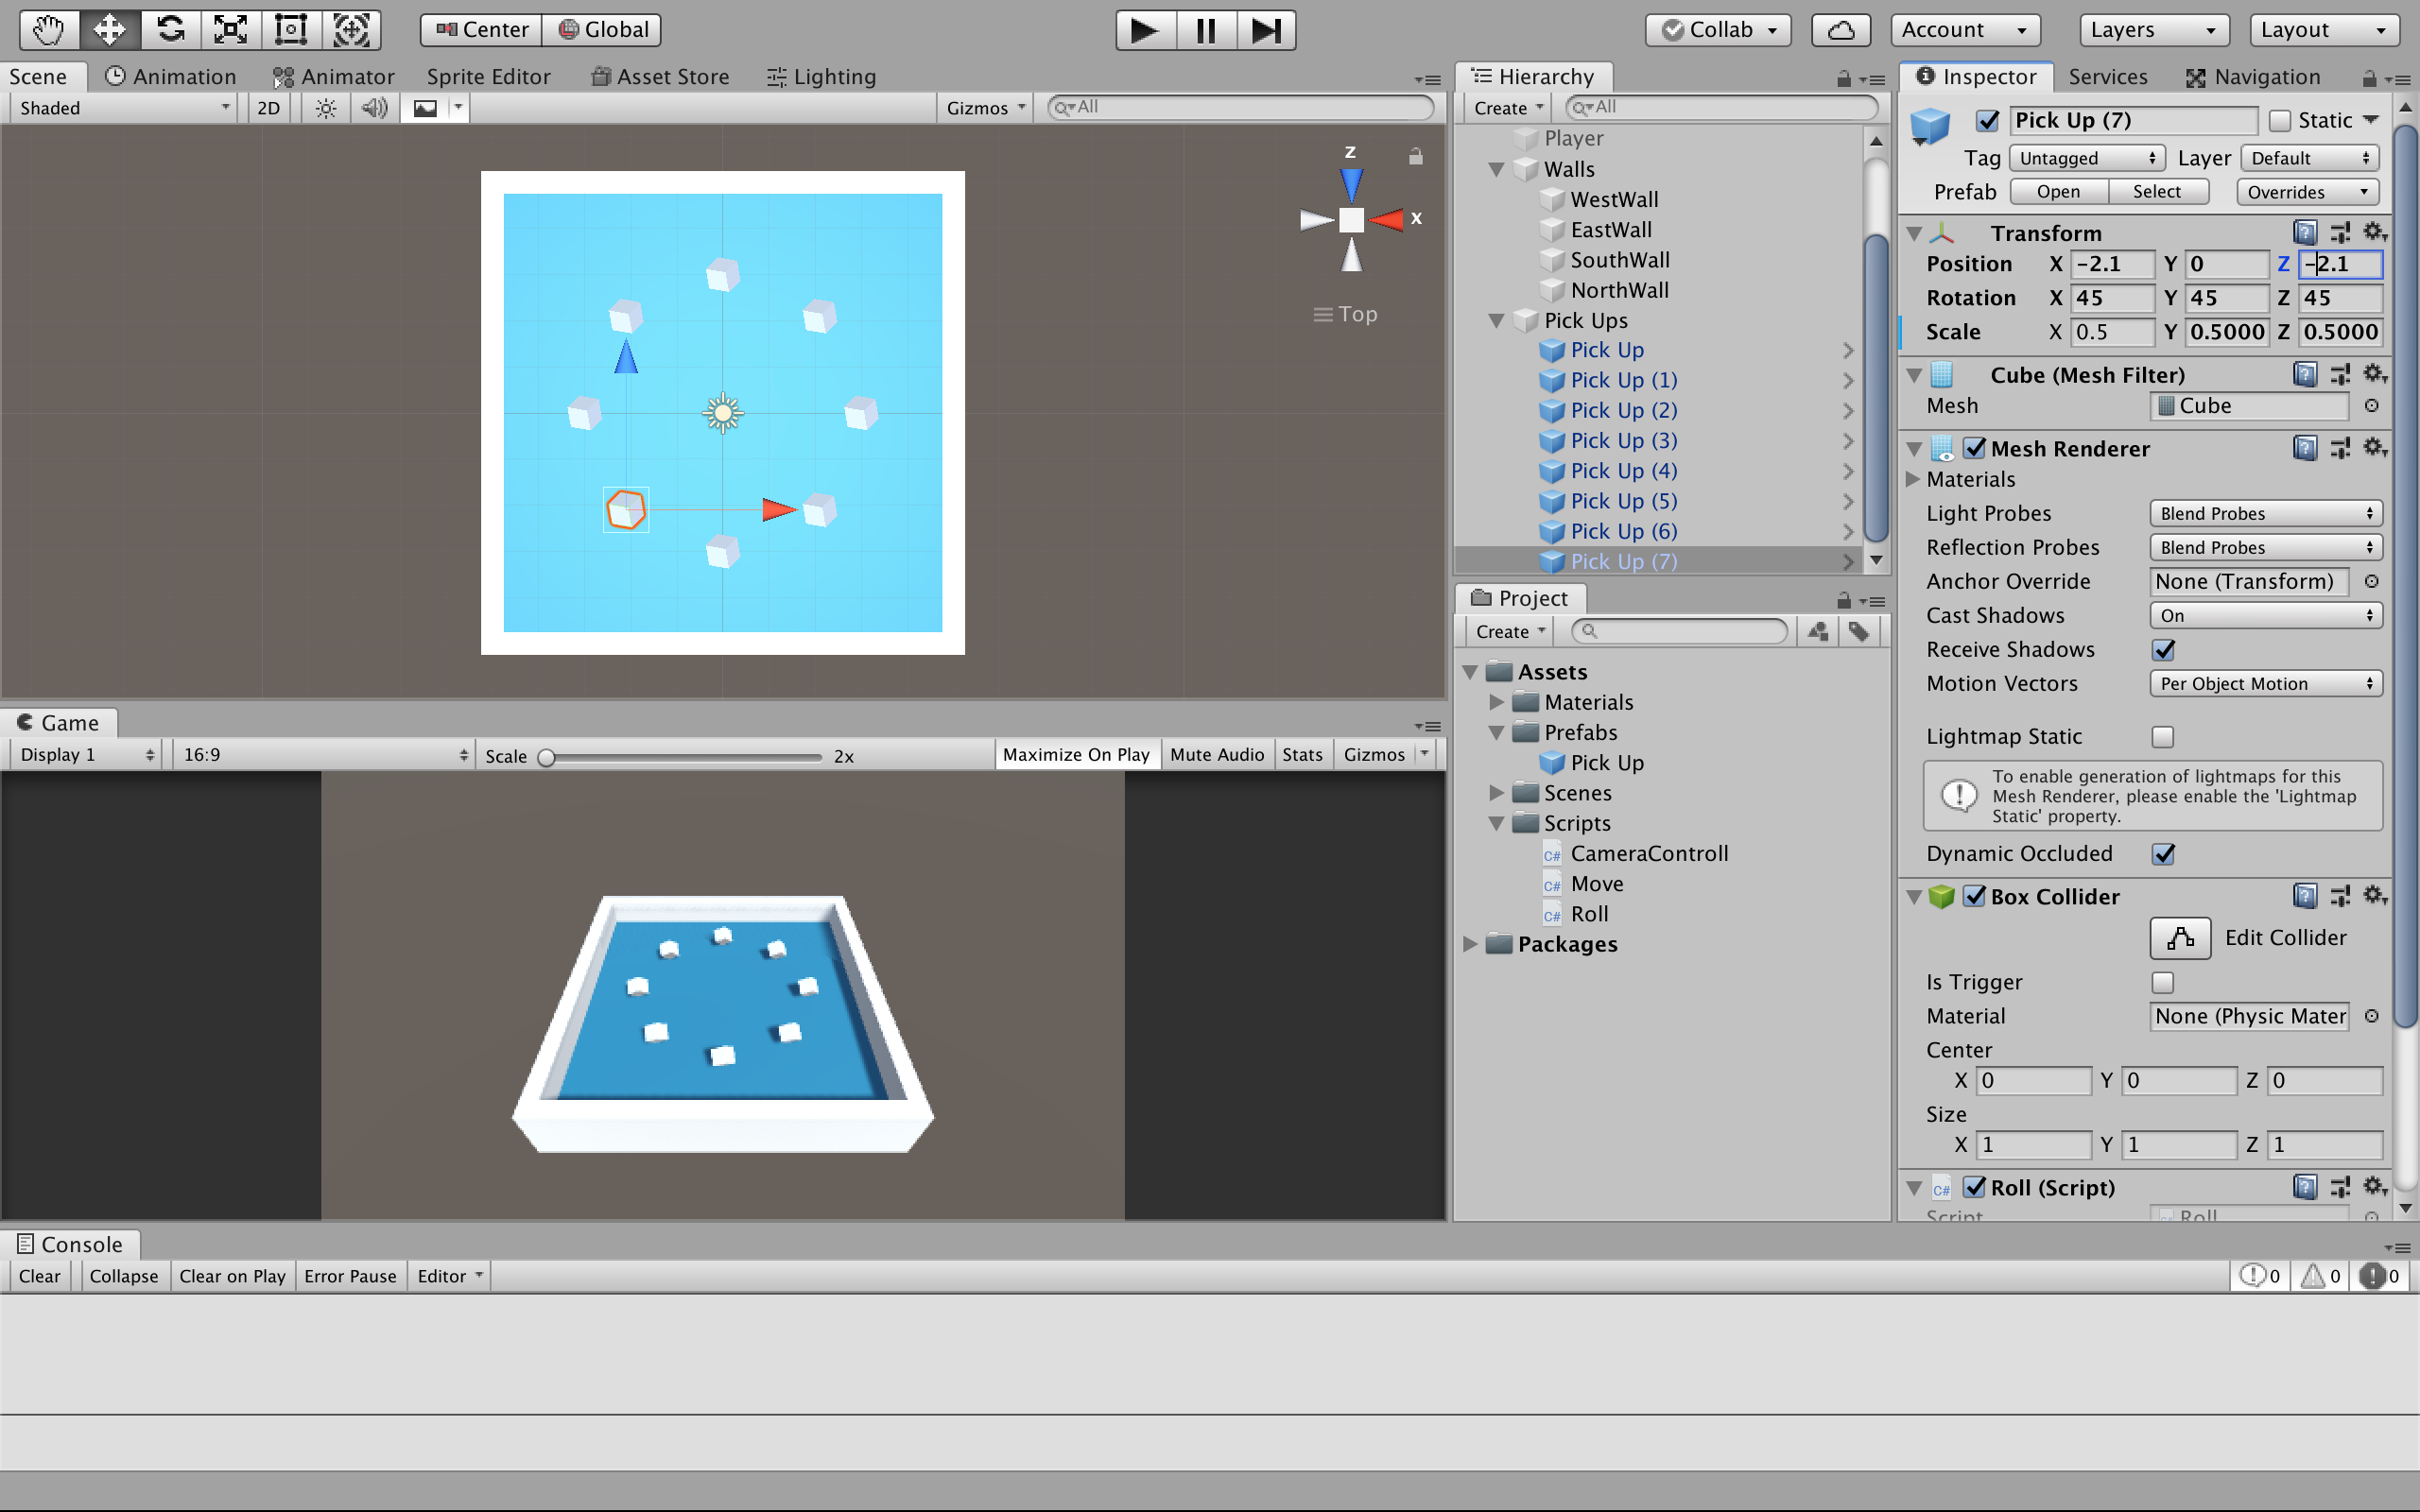 Center Global Collab Account Layers Layout
Scene Animation Animator Sprite Editor Asset Store Lighting
Shaded 2D Gizmos All
z
x
Top
Game
Display 1 16:9 Scale 2x Maximize On Play Mute Audio Stats Gizmos
Hierarchy
Create All
Player
Walls
WestWall
EastWall
SouthWall
NorthWall
Pick Ups
Pick Up
Pick Up (1)
Pick Up (2)
Pick Up (3)
Pick Up (4)
Pick Up (5)
Pick Up (6)
Pick Up (7)
Project
Create
Assets
Materials
Prefabs
Pick Up
Scenes
Scripts
C# CameraControll
C# Move
C# Roll
Packages
Inspector Services Navigation
Pick Up (7) Static
Tag Untagged Layer Default
Prefab Open Select Overrides
Transform
Position X -2.1 Y 0 Z -2.1
Rotation X 45 Y 45 Z 45
Scale X 0.5 Y 0.5000 Z 0.5000
Cube (Mesh Filter)
Mesh Cube
Mesh Renderer
Materials
Light Probes Blend Probes
Reflection Probes Blend Probes
Anchor Override None (Transform)
Cast Shadows On
Receive Shadows
Motion Vectors Per Object Motion
Lightmap Static
To enable generation of lightmaps for this
Mesh Renderer, please enable the 'Lightmap
Static' property.
Dynamic Occluded
Box Collider
Edit Collider
Is Trigger
Material None (Physic Mater
Center
X 0 Y 0 Z 0
Size
X 1 Y 1 Z 1
C# Roll (Script)
Script Roll
Console
Clear Collapse Clear on Play Error Pause Editor 0 0 0